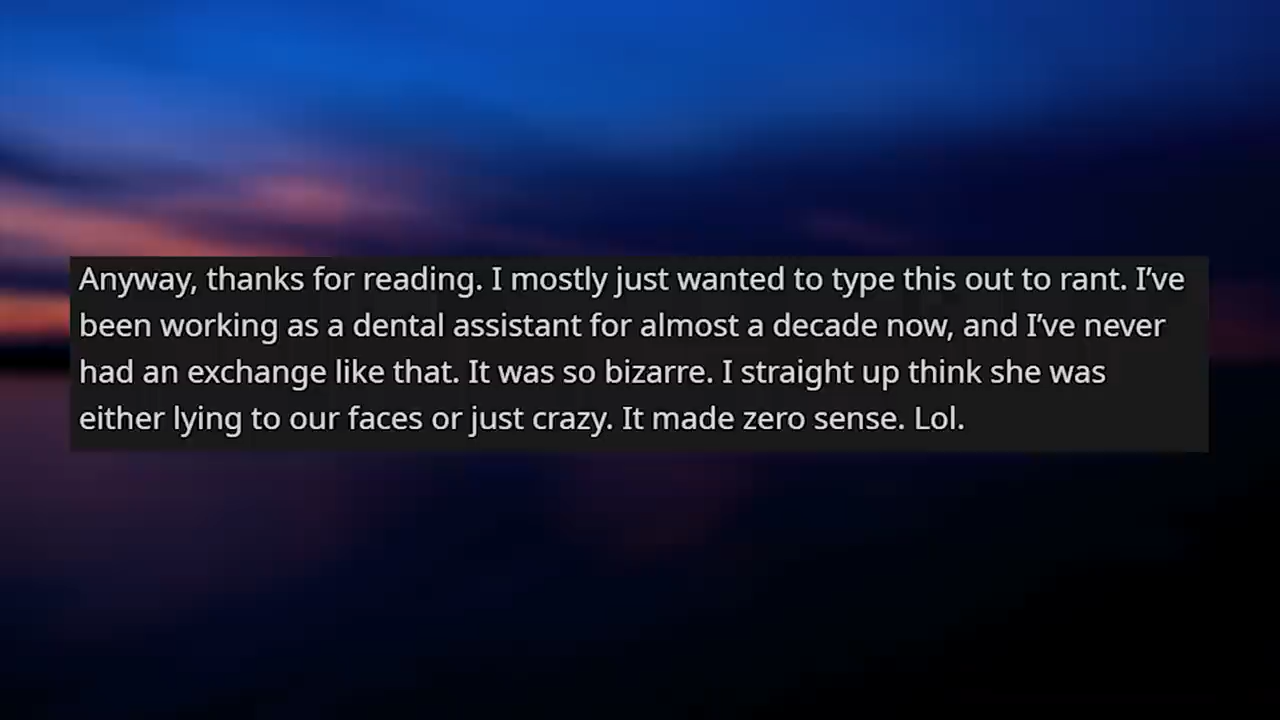 Anyway, thanks for reading. I mostly just wanted to type this out to rant. I’ve
been working as a dental assistant for almost a decade now, and I’ve never
had an exchange like that. It was so bizarre. I straight up think she was
either lying to our faces or just crazy. It made zero sense. Lol.